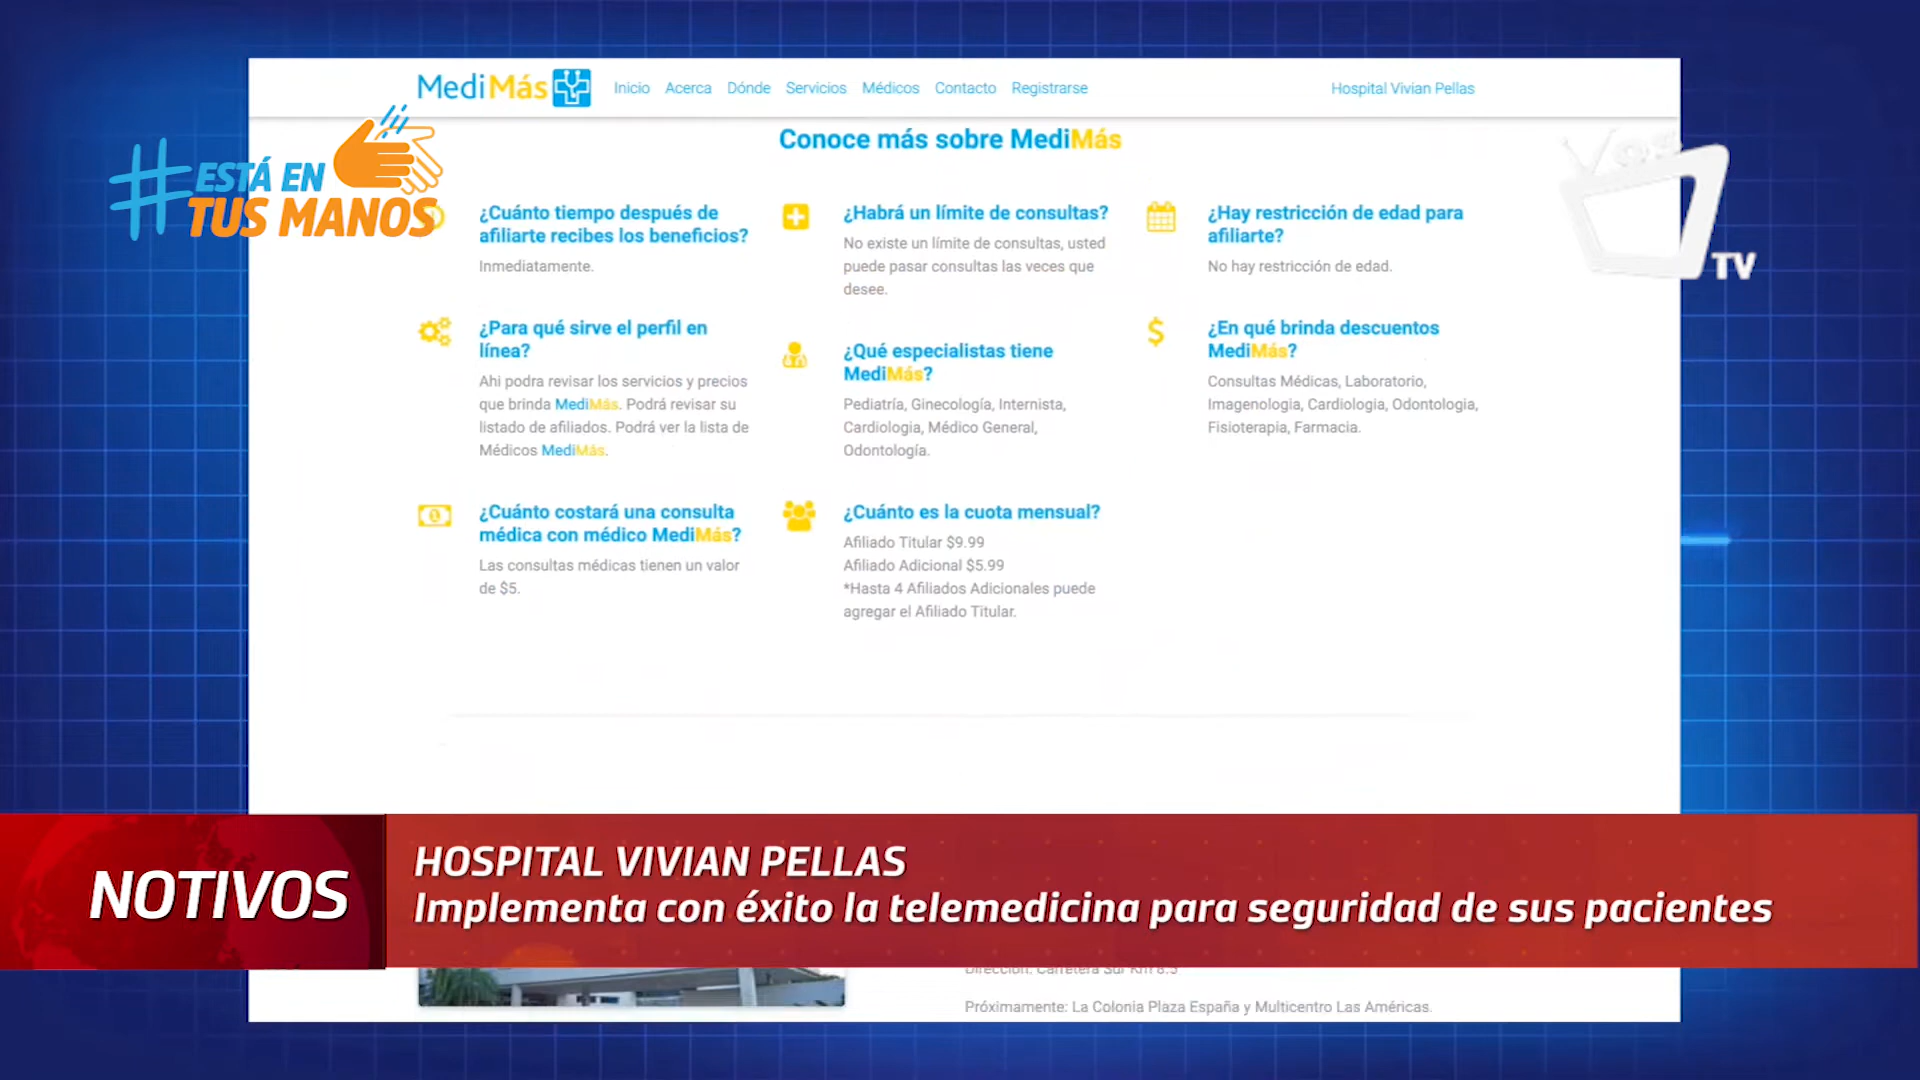 MediMás
Inicio Acerca Dónde Servicios Médicos Contacto Registrarse
Hospital Vivian Pellas
Conoce más sobre MediMás
#ESTÁ EN
TUS MANOS
VOS
TV
¿Cuánto tiempo después de
afiliarte recibes los beneficios?
Inmediatamente.
¿Habrá un límite de consultas?
No existe un límite de consultas, usted
puede pasar consultas las veces que
desee.
¿Hay restricción de edad para
afiliarte?
No hay restricción de edad.
¿Para qué sirve el perfil en
línea?
Ahi podra revisar los servicios y precios
que brinda MediMás. Podrá revisar su
listado de afiliados. Podrá ver la lista de
Médicos MediMás.
¿Qué especialistas tiene
MediMás?
Pediatría, Ginecología, Internista,
Cardiologia, Médico General,
Odontología.
¿En qué brinda descuentos
MediMás?
Consultas Médicas, Laboratorio,
Imagenologia, Cardiologia, Odontologia,
Fisioterapia, Farmacia.
¿Cuánto costará una consulta
médica con médico MediMás?
Las consultas médicas tienen un valor
de $5.
¿Cuánto es la cuota mensual?
Afiliado Titular $9.99
Afiliado Adicional $5.99
*Hasta 4 Afiliados Adicionales puede
agregar el Afiliado Titular.
NOTIVOS
HOSPITAL VIVIAN PELLAS
Implementa con éxito la telemedicina para seguridad de sus pacientes
Dirección: Carretera Sur Km 8.5
Próximamente: La Colonia Plaza España y Multicentro Las Américas.